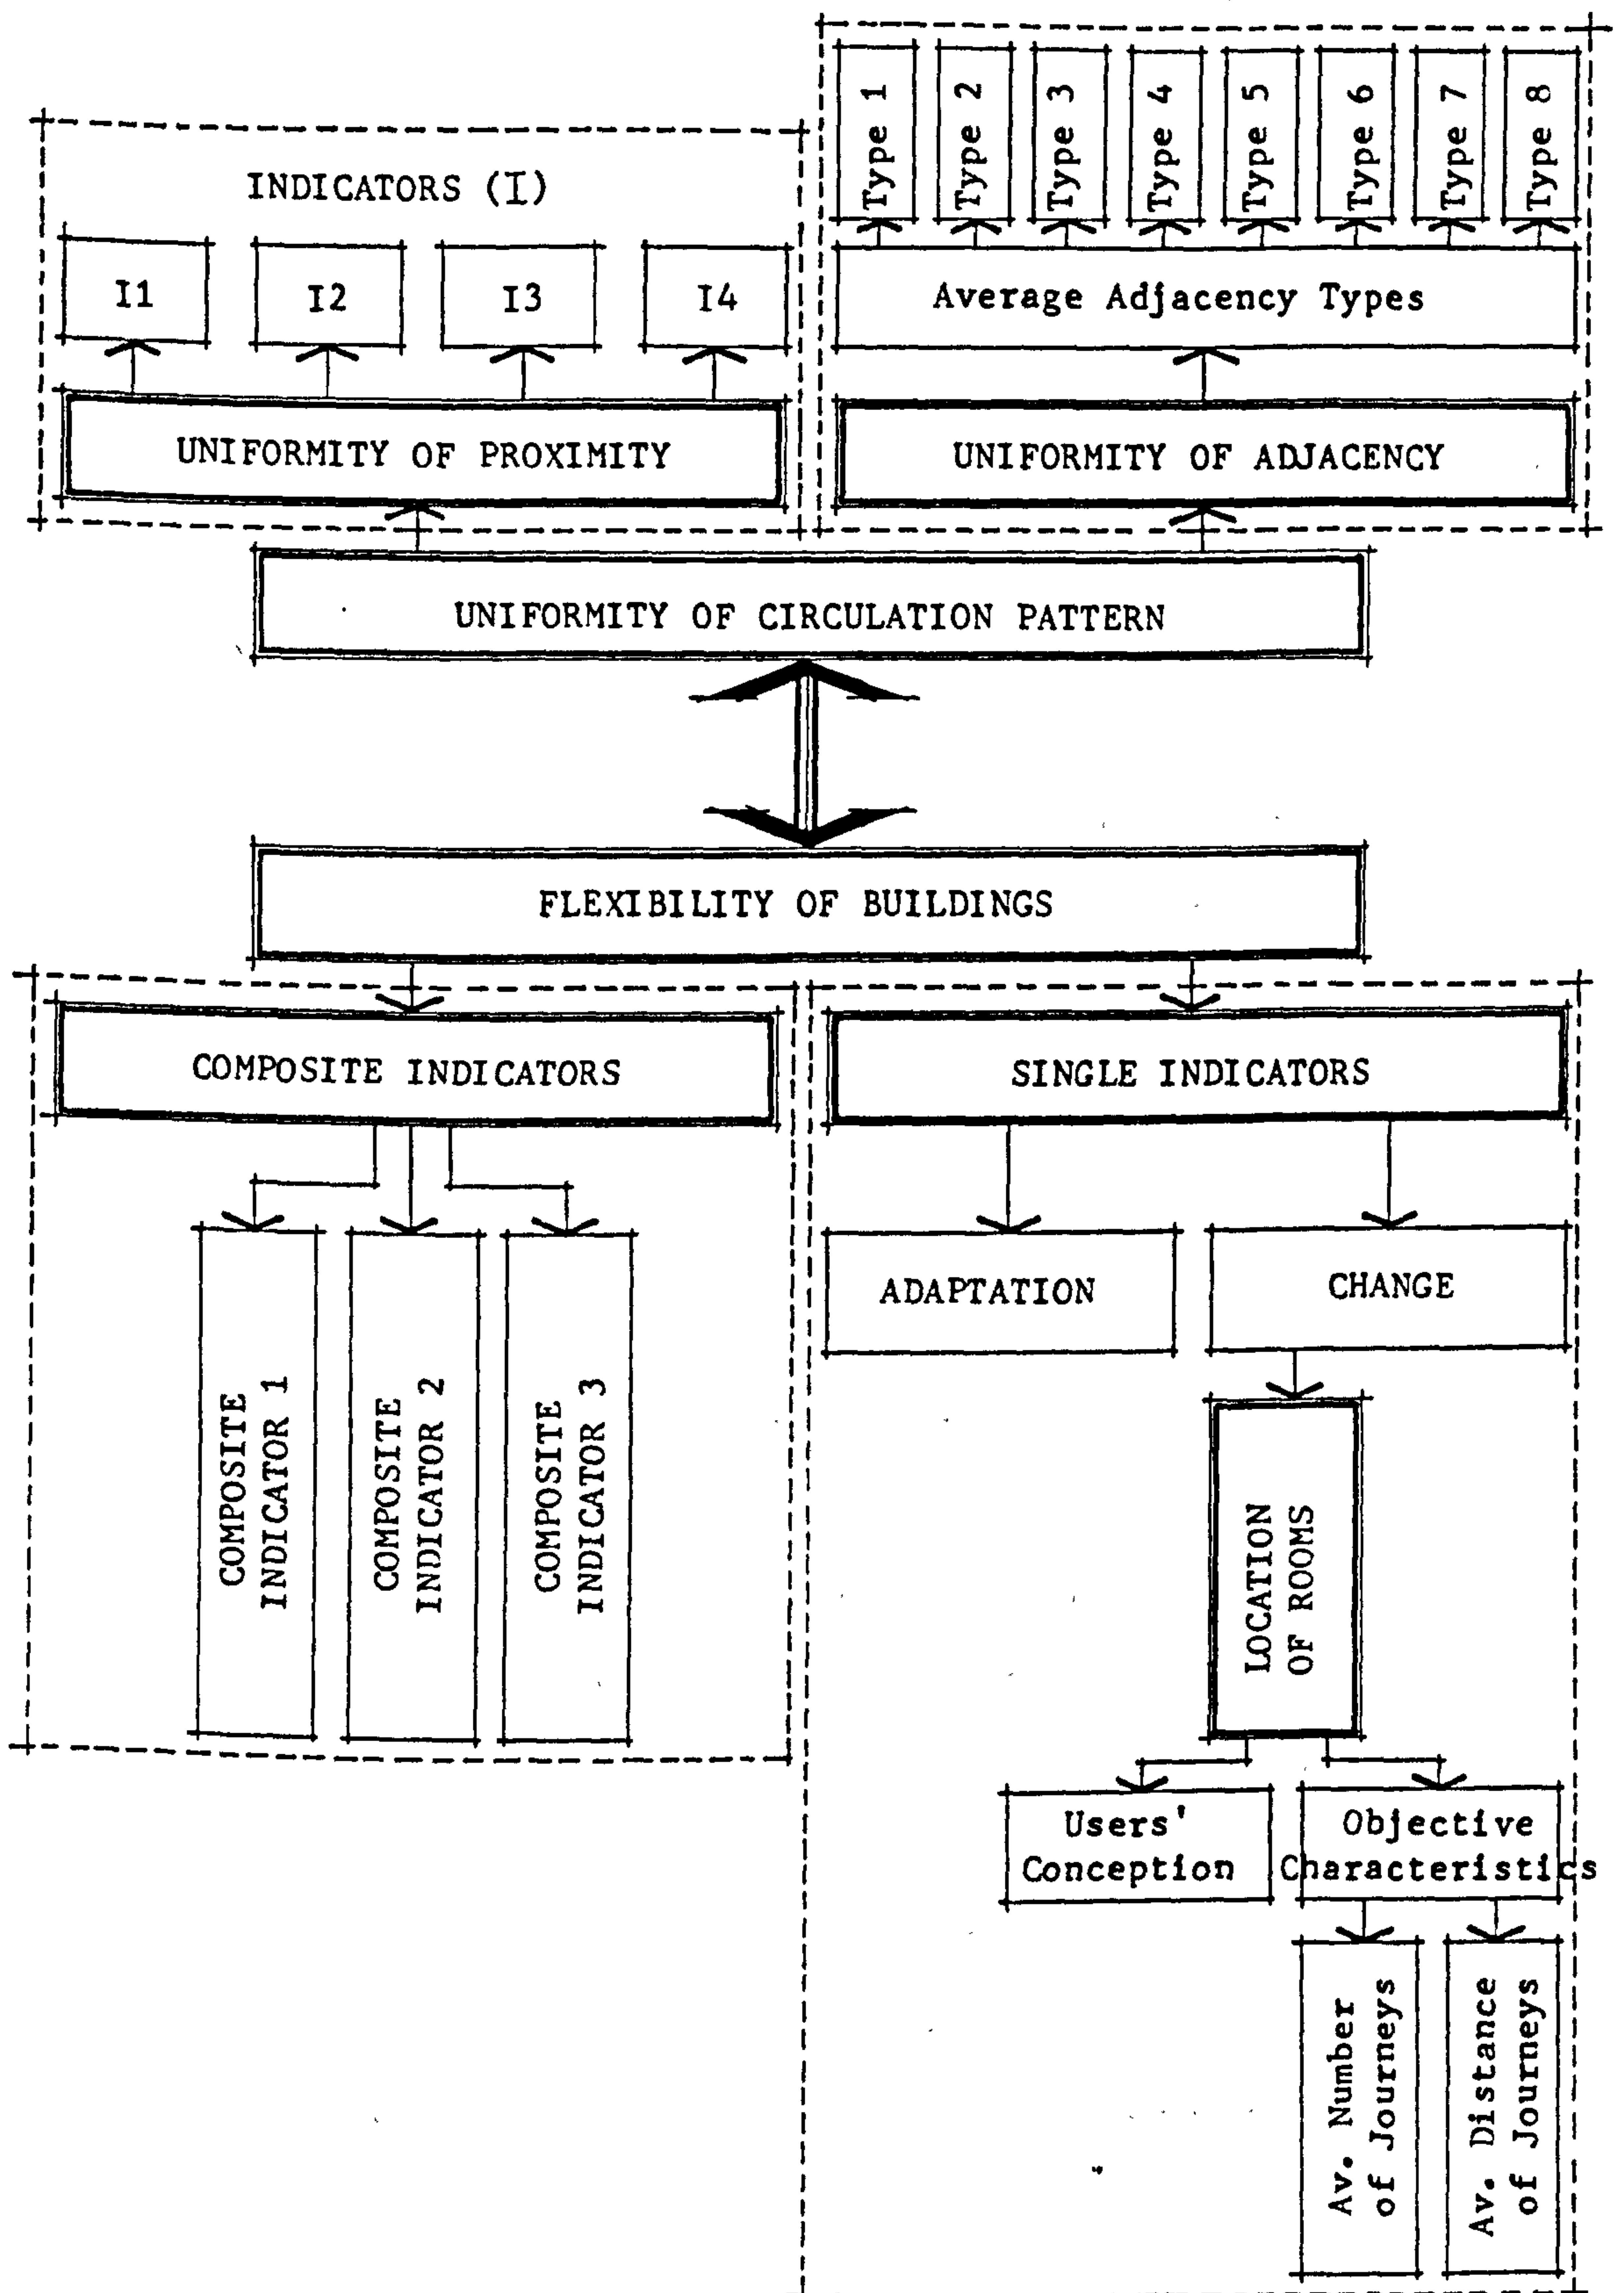 Type 1
Type 2
Type 3
Type 4
Type 5
Type 6
Type 7
Type 8
INDICATORS (I)
I1
I2
I3
I4
Average Adjacency Types
UNIFORMITY OF PROXIMITY
UNIFORMITY OF ADJACENCY
UNIFORMITY OF CIRCULATION PATTERN
FLEXIBILITY OF BUILDINGS
COMPOSITE INDICATORS
SINGLE INDICATORS
ADAPTATION
CHANGE
COMPOSITE
INDICATOR 1
COMPOSITE
INDICATOR 2
COMPOSITE
INDICATOR 3
LOCATION
OF ROOMS
Users'
Conception
Objective
Characteristics
Av. Number
of Journeys
Av. Distance
of Journeys